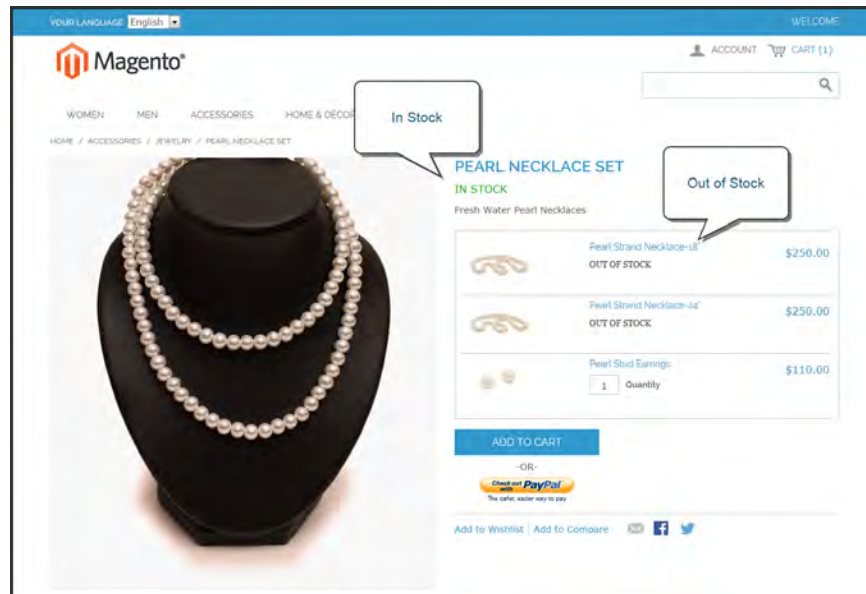 YOUR LANGUAGE: English
WELCOME
Magento®
ACCOUNT CART (1)
WOMEN MEN ACCESSORIES HOME & DECOR
In Stock
HOME / ACCESSORIES / JEWELRY / PEARL NECKLACE SET
PEARL NECKLACE SET
IN STOCK
Out of Stock
Fresh Water Pearl Necklaces
Pearl Strand Necklace-18" $250.00
OUT OF STOCK
Pearl Strand Necklace-24" $250.00
OUT OF STOCK
Pearl Stud Earrings $110.00
1 Quantity
ADD TO CART
-OR-
Check out with PayPal
The safer, easier way to pay
Add to Wishlist Add to Compare